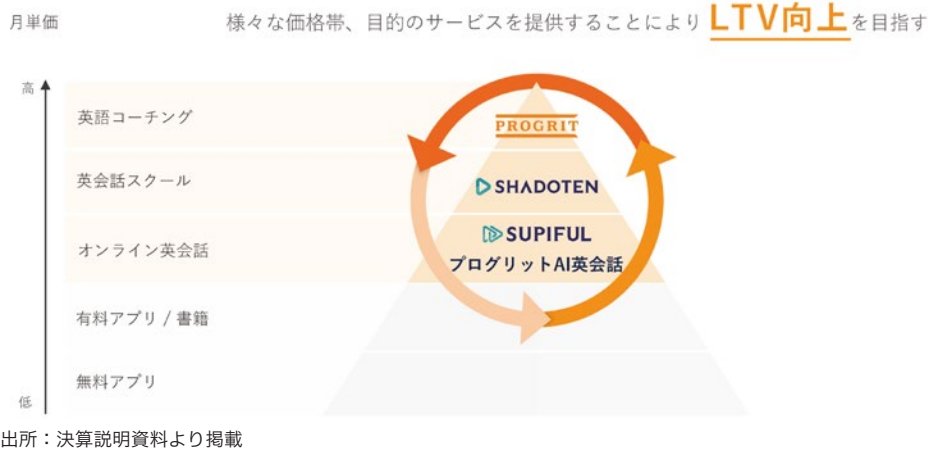 月単価
様々な価格帯、目的のサービスを提供することにより LTV向上を目指す
高
英語コーチング
PROGRIT
英会話スクール
SHADOTEN
オンライン英会話
SUPIFUL
プログリットAI英会話
有料アプリ / 書籍
無料アプリ
低
出所：決算説明資料より掲載